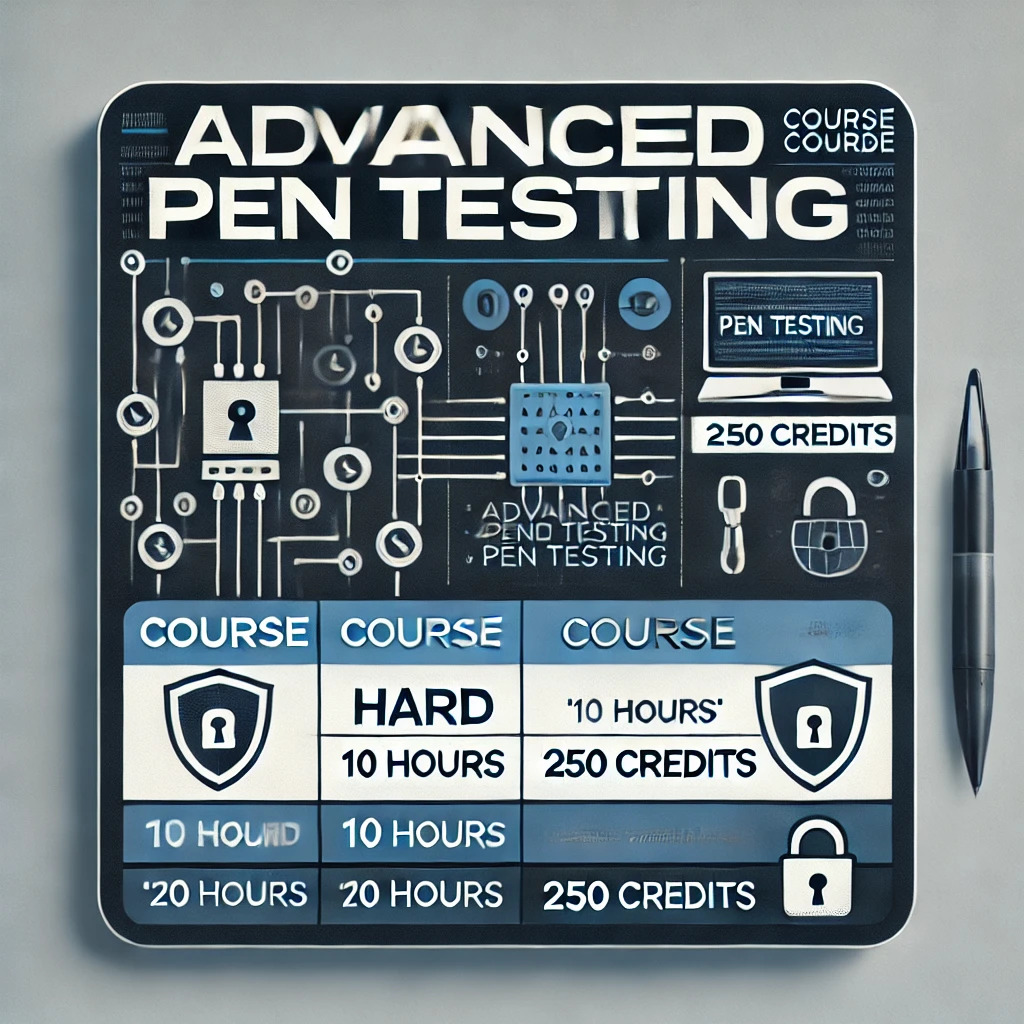 ADVANCED
PEN TESTING
COURSE
COURDE
PEN TESTING
250 CREDITS
ADVANCED
PEND TESTING
PEN TESTING
COURSE COURSE COURSE
HARD '10 HOURS'
10 HOURS 250 CREDITS
10 10 HOURS
'20 HOURS '20 HOURS 250 CREDITS